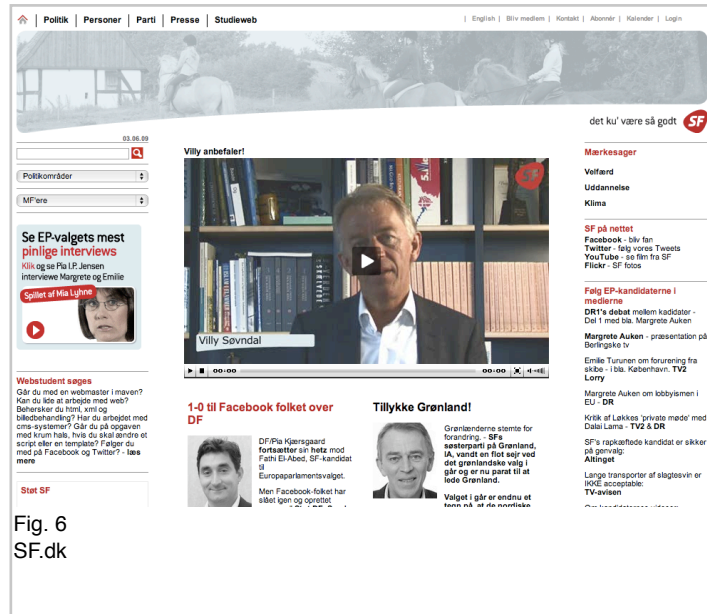 Politik | Personer | Parti | Presse | Studieweb
| English | Bliv medlem | Kontakt | Abonnér | Kalender | Login
det ku' være så godt SF
03.06.09
Politikområder
MF'ere
Se EP-valgets mest
pinlige interviews
Klik og se Pia I.P. Jensen
interviewe Margrete og Emilie
Spillet af Mia Lyhne
Webstudent søges
Går du med en webmaster i maven?
Kan du lide at arbejde med web?
Behersker du html, xml og
billedbehandling? Har du arbejdet med
cms-systemer? Går du på opgaven
med krum hals, hvis du skal ændre et
script eller en template? Følger du
med på Facebook og Twitter? - læs
mere
Støt SF
Villy anbefaler!
SF
Villy Søvndal
00:00
00:00
1-0 til Facebook folket over
DF
DF/Pia Kjærsgaard
fortsætter sin hetz mod
Fathi El-Abed, SF-kandidat
til
Europaparlamentsvalget.
Men Facebook-folket har
slået igen og oprettet
Tillykke Grønland!
Grønlænderne stemte for
forandring. - SFs
søsterparti på Grønland,
IA, vandt en flot sejr ved
det grønlandske valg i
går og er nu parat til at
lede Grønland.
Valget i går er endnu et
tegn på, at de nordiske
Mærkesager
Velfærd
Uddannelse
Klima
SF på nettet
Facebook - bliv fan
Twitter - følg vores Tweets
YouTube - se film fra SF
Flickr - SF fotos
Følg EP-kandidaterne i
medierne
DR1's debat mellem kadidater -
Del 1 med bla. Margrete Auken
Margrete Auken - præsentation på
Berlingske tv
Emilie Turunen om forurening fra
skibe - i bla. København. TV2
Lorry
Margrete Auken om lobbyismen i
EU - DR
Kritik af Løkkes 'private møde' med
Dalai Lama - TV2 & DR
SF's rapkæftede kandidat er sikker
på genvalg:
Altinget
Lange transporter af slagtesvin er
IKKE acceptable:
TV-avisen
Fig. 6
SF.dk